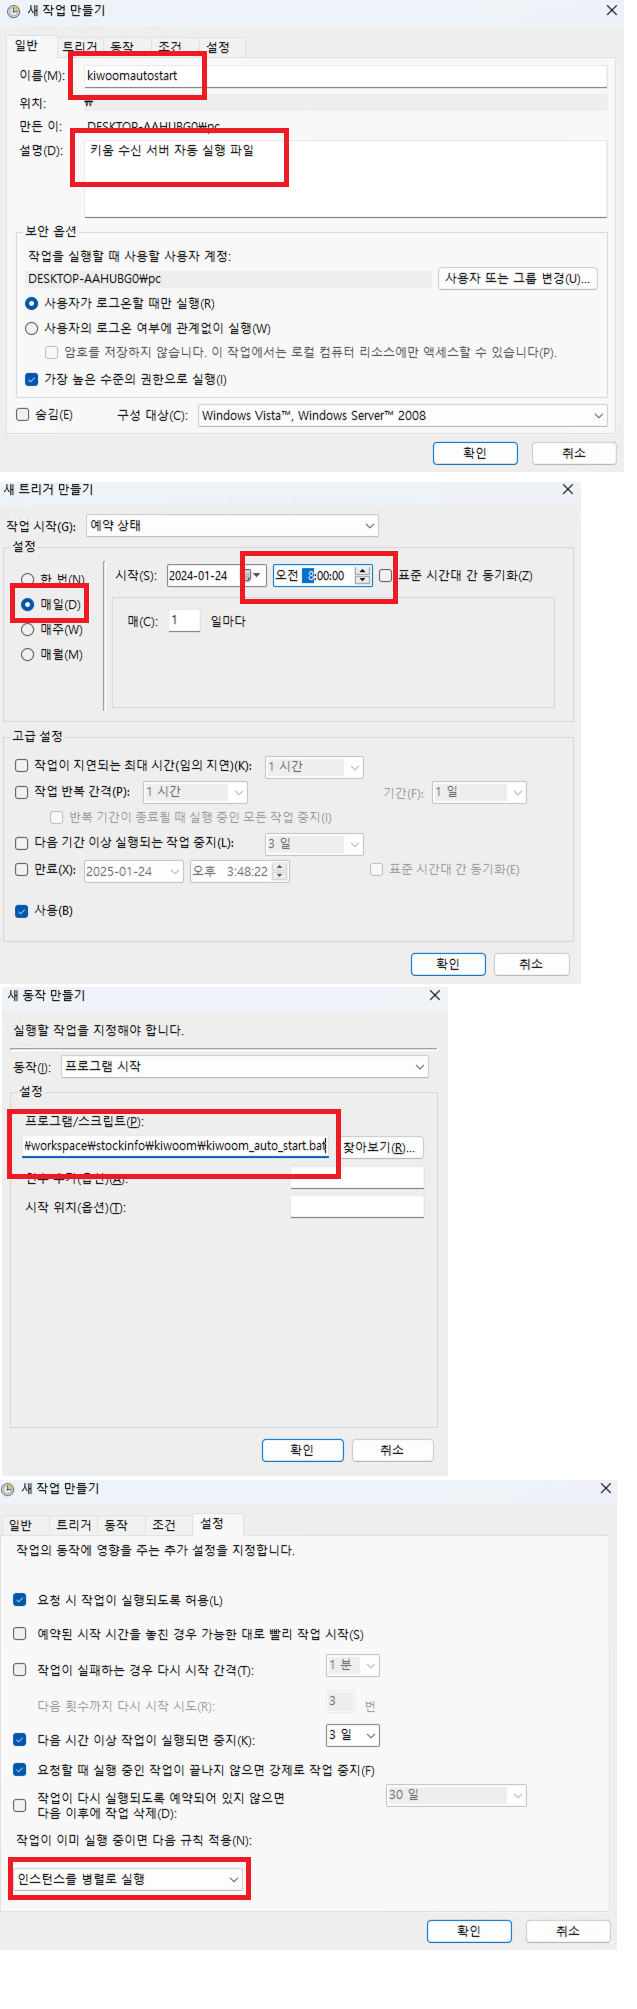 새 작업 만들기
일반 트리거 동작 조건 설정
이름(M): kiwoomautostart
위치: ₩
만든 이: DESKTOP-AAHUBG0₩pc
설명(D): 키움 수신 서버 자동 실행 파일
보안 옵션
작업을 실행할 때 사용할 사용자 계정:
DESKTOP-AAHUBG0₩pc 사용자 또는 그룹 변경(U)...
사용자가 로그온할 때만 실행(R)
사용자의 로그온 여부에 관계없이 실행(W)
암호를 저장하지 않습니다. 이 작업에서는 로컬 컴퓨터 리소스에만 액세스할 수 있습니다(P).
가장 높은 수준의 권한으로 실행(I)
숨김(E) 구성 대상(C): Windows Vista™, Windows Server™ 2008
확인 취소
새 트리거 만들기
작업 시작(G): 예약 상태
설정
한 번(N) 시작(S): 2024-01-24 오전 8:00:00 표준 시간대 간 동기화(Z)
매일(D)
매(C): 1 일마다
매주(W)
매월(M)
고급 설정
작업이 지연되는 최대 시간(임의 지연)(K): 1 시간
작업 반복 간격(P): 1 시간 기간(F): 1 일
반복 기간이 종료될 때 실행 중인 모든 작업 중지(I)
다음 기간 이상 실행되는 작업 중지(L): 3 일
만료(X): 2025-01-24 오후 3:48:22 표준 시간대 간 동기화(E)
사용(B)
확인 취소
새 동작 만들기
실행할 작업을 지정해야 합니다.
동작(I): 프로그램 시작
설정
프로그램/스크립트(P):
₩workspace₩stockinfo₩kiwoom₩kiwoom_auto_start.bat 찾아보기(R)...
인수 추가(옵션)(A):
시작 위치(옵션)(T):
확인 취소
새 작업 만들기
일반 트리거 동작 조건 설정
작업의 동작에 영향을 주는 추가 설정을 지정합니다.
요청 시 작업이 실행되도록 허용(L)
예약된 시작 시간을 놓친 경우 가능한 대로 빨리 작업 시작(S)
작업이 실패하는 경우 다시 시작 간격(T): 1 분
다음 횟수까지 다시 시작 시도(R): 3 번
다음 시간 이상 작업이 실행되면 중지(K): 3 일
요청할 때 실행 중인 작업이 끝나지 않으면 강제로 작업 중지(F)
작업이 다시 실행되도록 예약되어 있지 않으면 30 일
다음 이후에 작업 삭제(D):
작업이 이미 실행 중이면 다음 규칙 적용(N):
인스턴스를 병렬로 실행
확인 취소